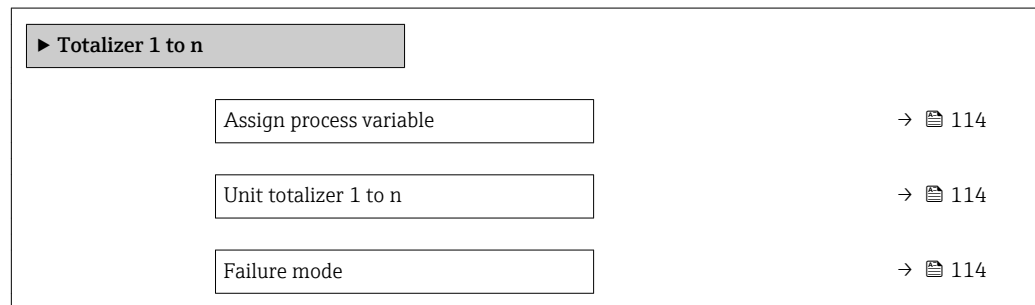 ▶ Totalizer 1 to n
Assign process variable → 🖹 114
Unit totalizer 1 to n → 🖹 114
Failure mode → 🖹 114